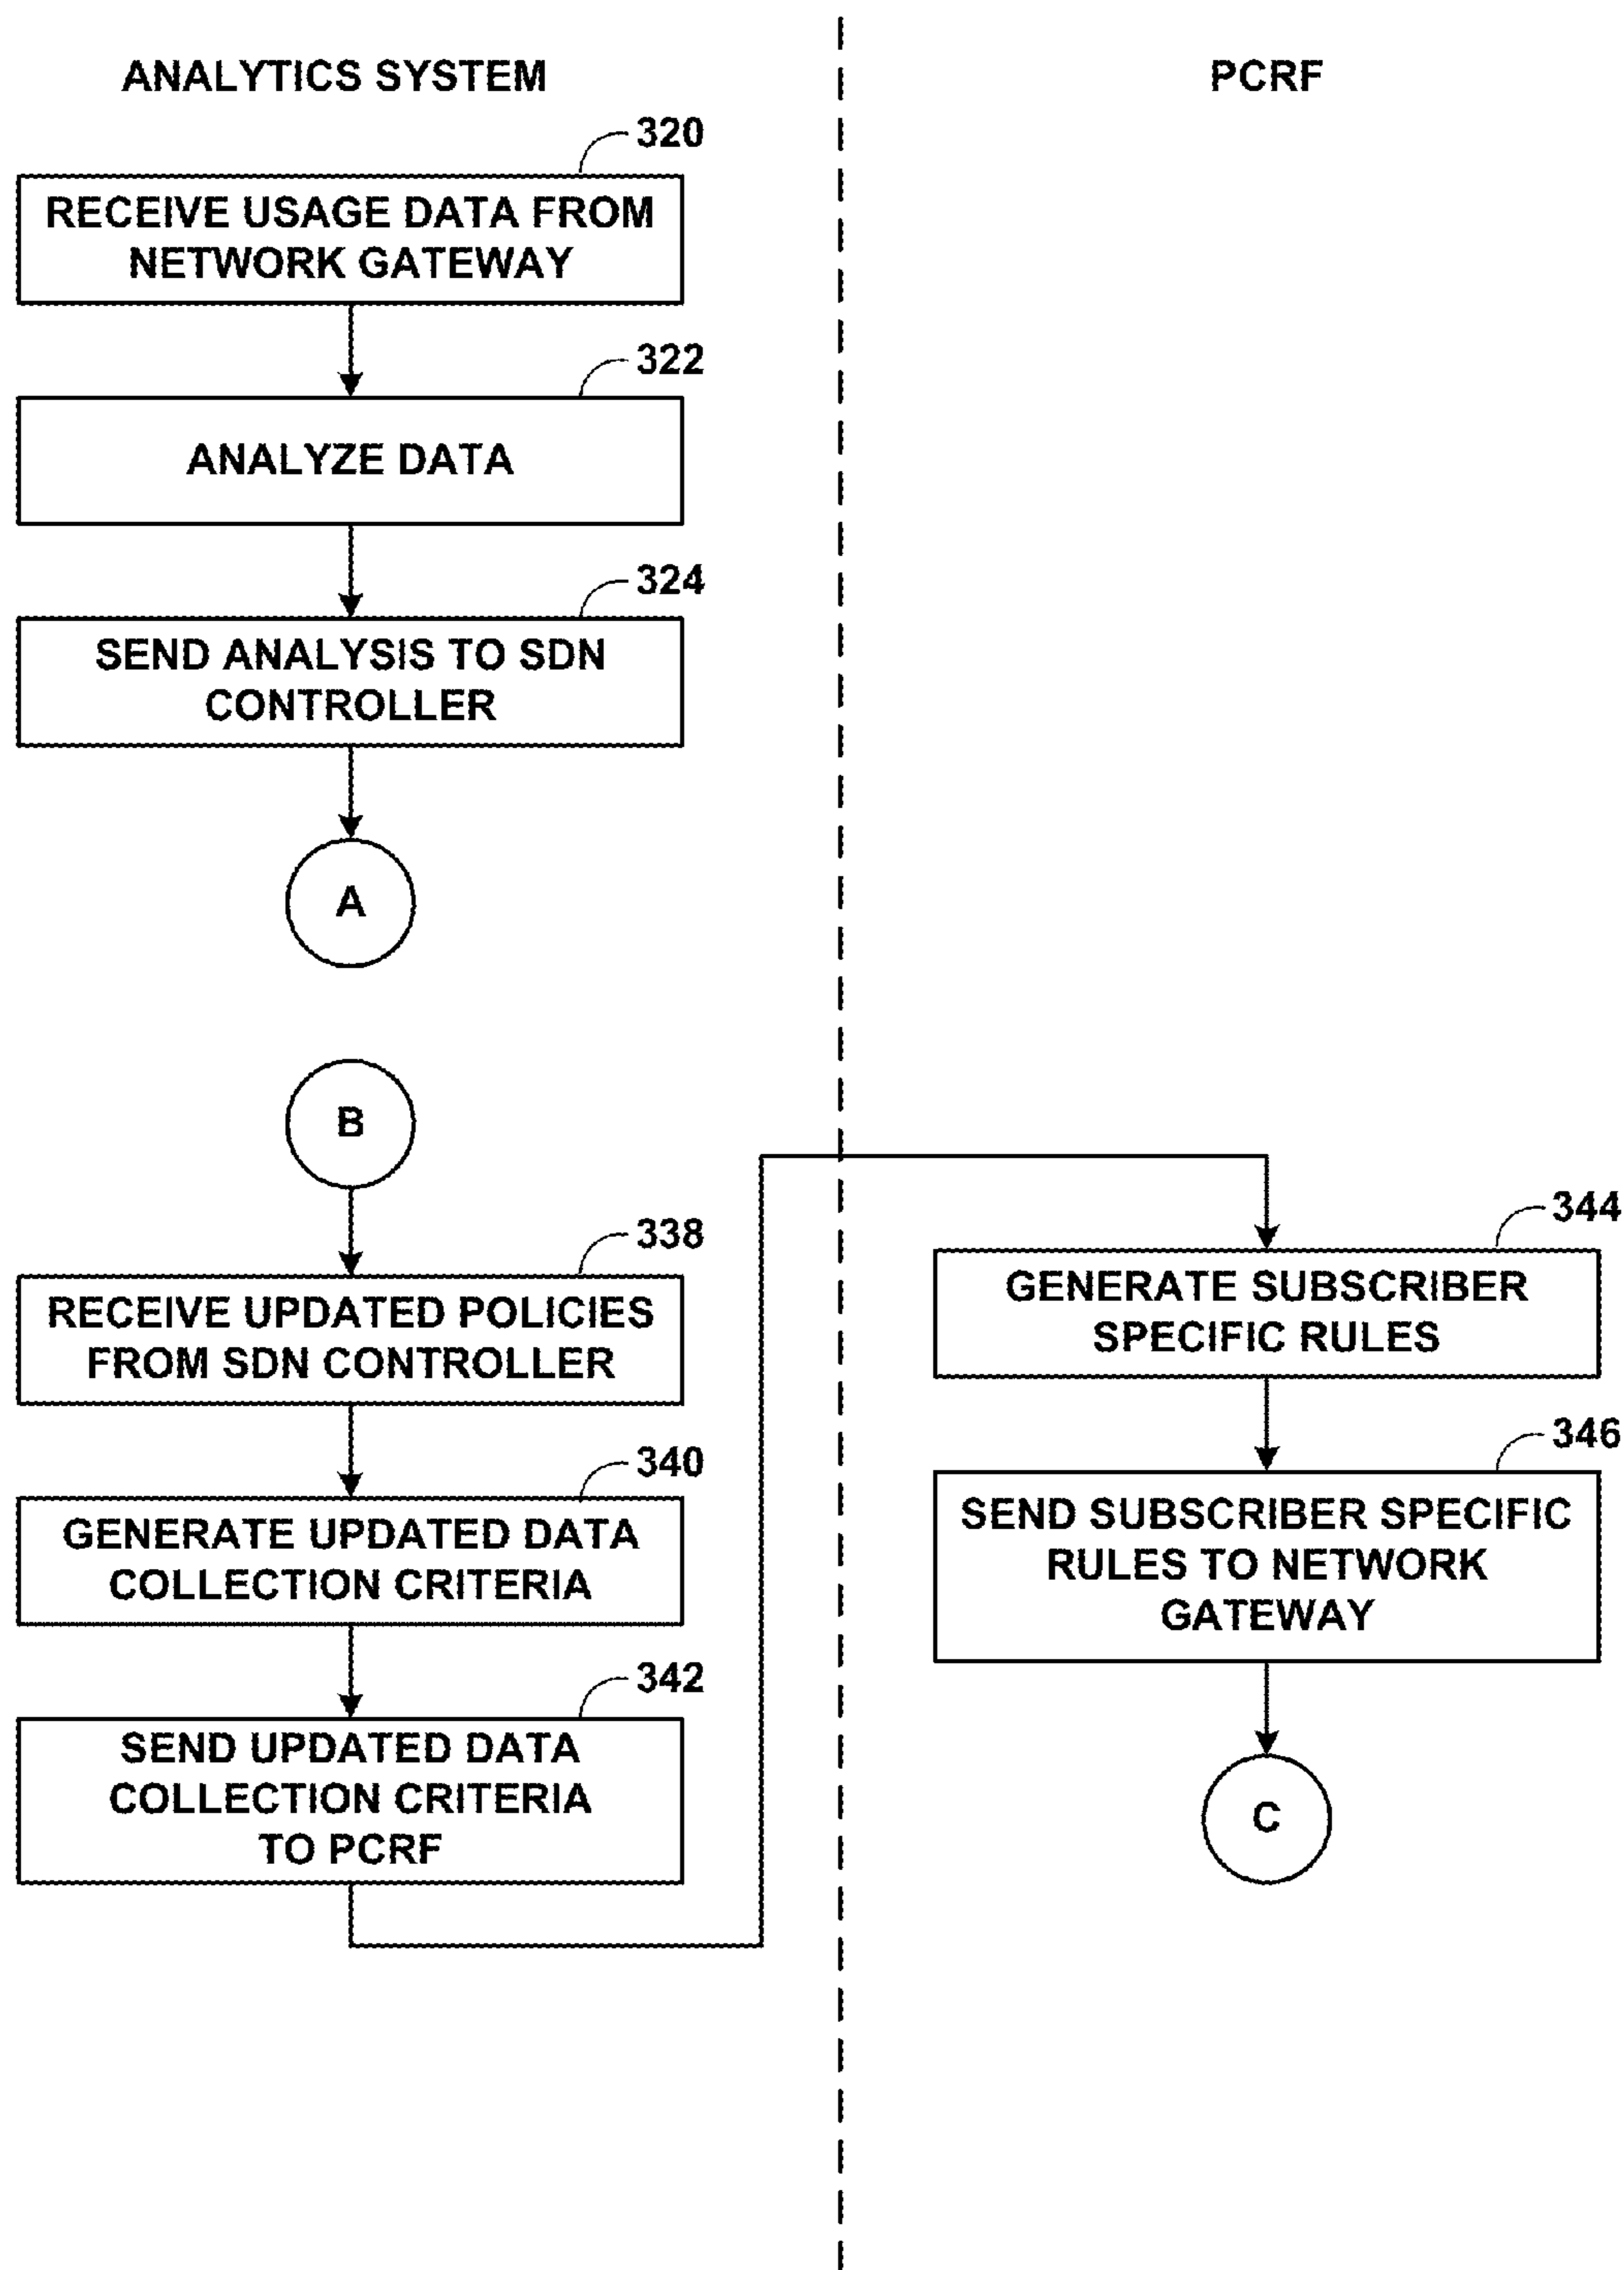 ANALYTICS SYSTEM
320
RECEIVE USAGE DATA FROM
NETWORK GATEWAY
322
ANALYZE DATA
324
SEND ANALYSIS TO SDN
CONTROLLER
A
B
338
RECEIVE UPDATED POLICIES
FROM SDN CONTROLLER
340
GENERATE UPDATED DATA
COLLECTION CRITERIA
342
SEND UPDATED DATA
COLLECTION CRITERIA
TO PCRF
PCRF
344
GENERATE SUBSCRIBER
SPECIFIC RULES
346
SEND SUBSCRIBER SPECIFIC
RULES TO NETWORK
GATEWAY
C